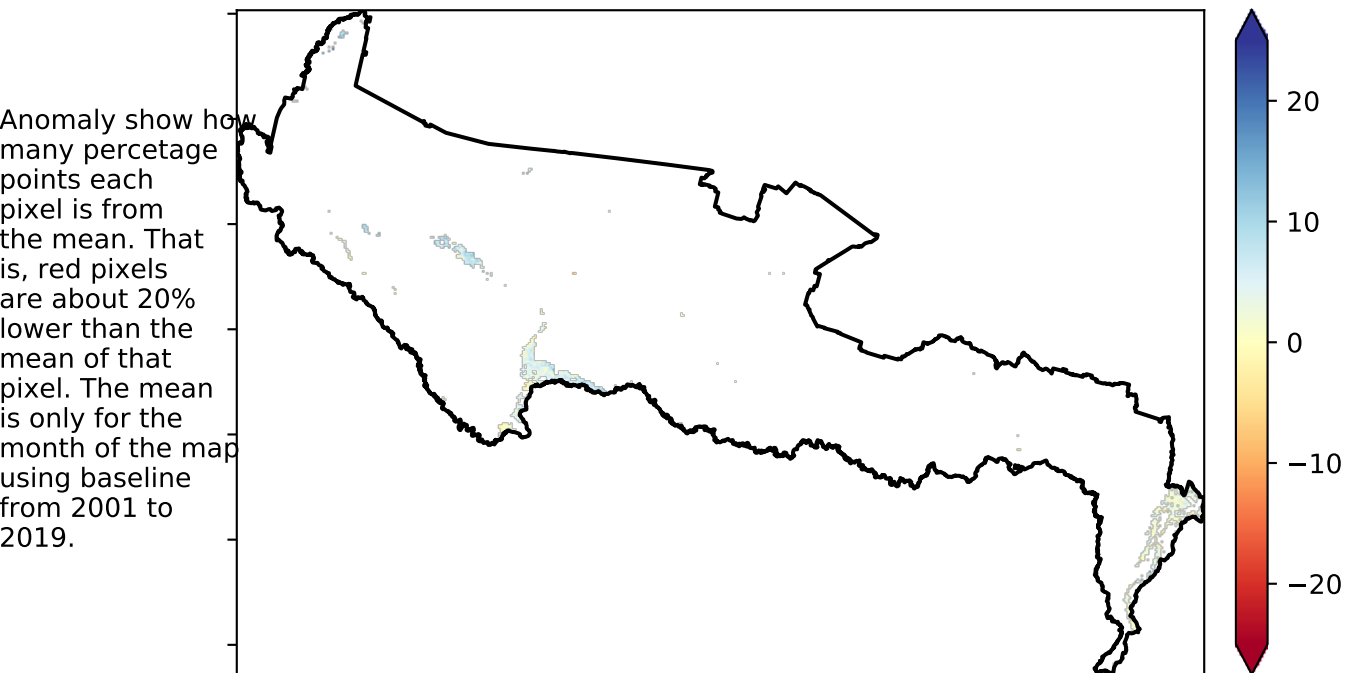 Anomaly show how
many percetage
points each
pixel is from
the mean. That
is, red pixels
are about 20%
lower than the
mean of that
pixel. The mean
is only for the
month of the map
using baseline
from 2001 to
2019.
20
10
0
−10
−20